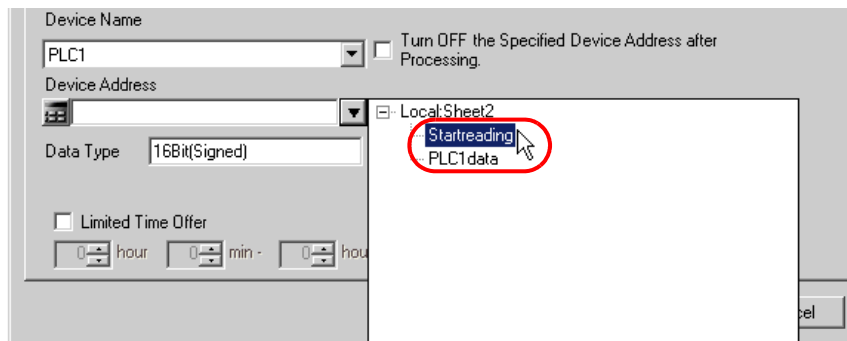 Device Name
PLC1
Turn OFF the Specified Device Address after
Processing.
Device Address
Local:Sheet2
Startreading
PLC1data
Data Type 16Bit(Signed)
Limited Time Offer
0 hour 0 min - 0 hou
cel